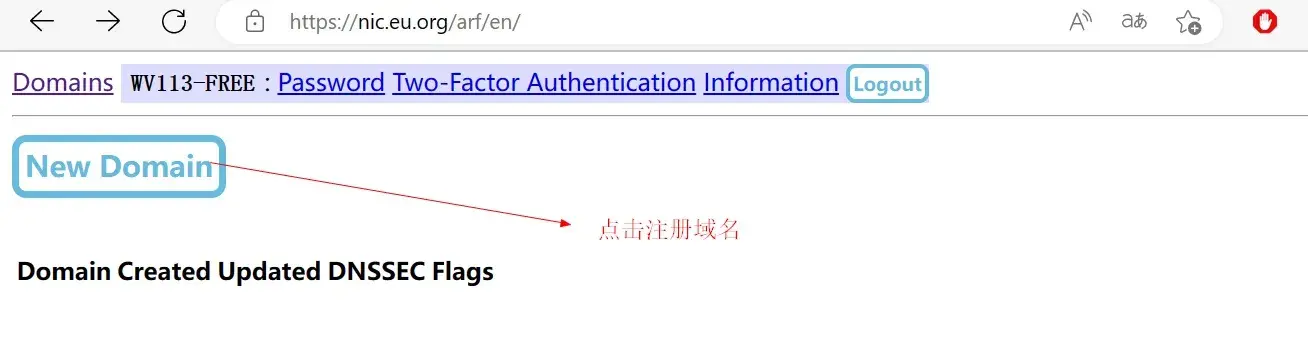 https://nic.eu.org/arf/en/
Domains WV113-FREE : Password Two-Factor Authentication Information Logout
New Domain
点击注册域名
Domain Created Updated DNSSEC Flags